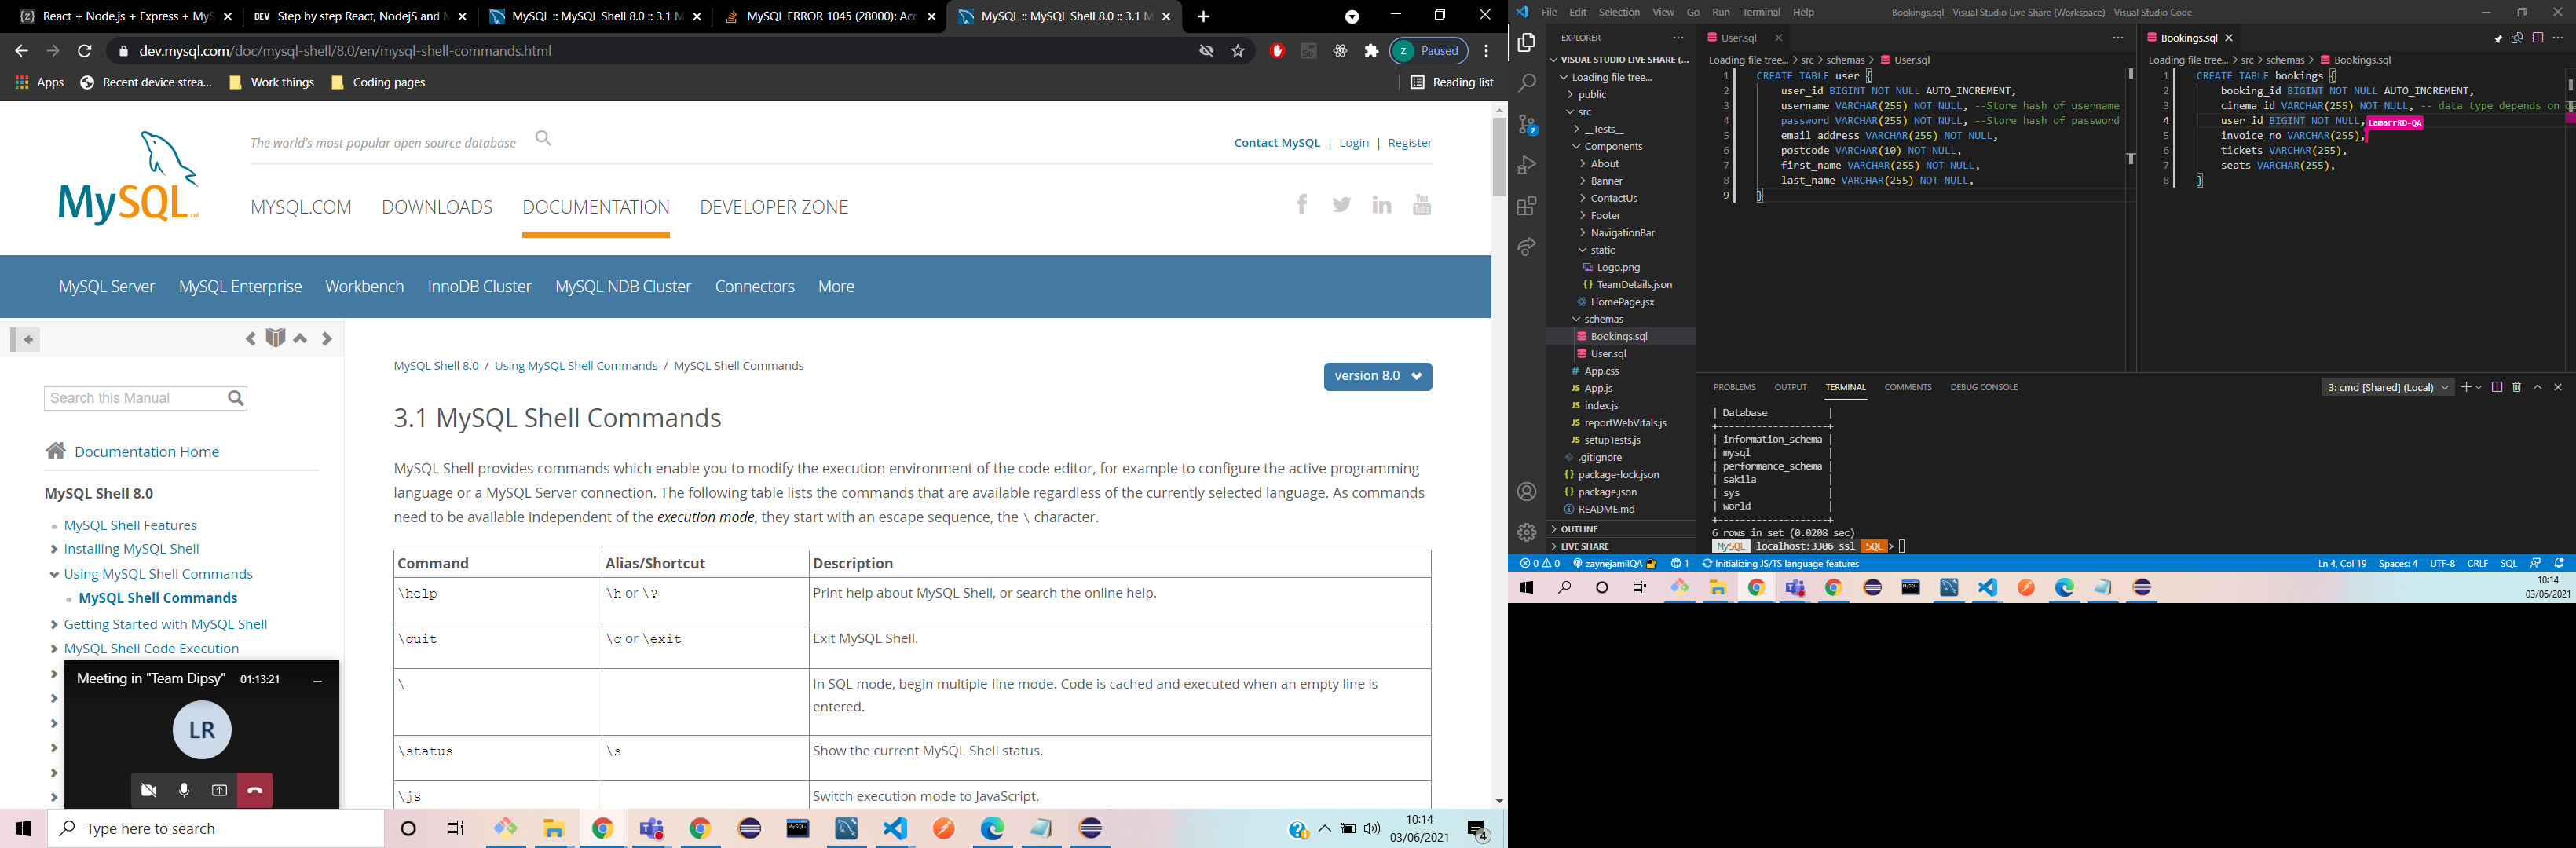 React + Node.js + Express + MyS
Step by step React, NodejS and M
MySQL :: MySQL Shell 8.0 :: 3.1 M
MySQL ERROR 1045 (28000): Acc
MySQL :: MySQL Shell 8.0 :: 3.1 M
dev.mysql.com/doc/mysql-shell/8.0/en/mysql-shell-commands.html
Z Paused
Apps
Recent device strea...
Work things
Coding pages
Reading list
MySQL
The world's most popular open source database
Contact MySQL | Login | Register
MYSQL.COM DOWNLOADS DOCUMENTATION DEVELOPER ZONE
MySQL Server MySQL Enterprise Workbench InnoDB Cluster MySQL NDB Cluster Connectors More
Search this Manual
Documentation Home
MySQL Shell 8.0
MySQL Shell Features
Installing MySQL Shell
Using MySQL Shell Commands
MySQL Shell Commands
Getting Started with MySQL Shell
MySQL Shell Code Execution
Meeting in "Team Dipsy" 01:13:21
LR
MySQL Shell 8.0 / Using MySQL Shell Commands / MySQL Shell Commands
version 8.0
3.1 MySQL Shell Commands
MySQL Shell provides commands which enable you to modify the execution environment of the code editor, for example to configure the active programming
language or a MySQL Server connection. The following table lists the commands that are available regardless of the currently selected language. As commands
need to be available independent of the execution mode, they start with an escape sequence, the \ character.
Command Alias/Shortcut Description
\help \h or \? Print help about MySQL Shell, or search the online help.
\quit \q or \exit Exit MySQL Shell.
\ In SQL mode, begin multiple-line mode. Code is cached and executed when an empty line is
entered.
\status \s Show the current MySQL Shell status.
\js Switch execution mode to JavaScript.
Type here to search
10:14
03/06/2021
4
File Edit Selection View Go Run Terminal Help
Bookings.sql - Visual Studio Live Share (Workspace) - Visual Studio Code
EXPLORER
VISUAL STUDIO LIVE SHARE (...
Loading file tree...
public
src
__Tests__
Components
About
Banner
ContactUs
Footer
NavigationBar
static
Logo.png
TeamDetails.json
HomePage.jsx
schemas
Bookings.sql
User.sql
App.css
App.js
index.js
reportWebVitals.js
setupTests.js
.gitignore
package-lock.json
package.json
README.md
OUTLINE
LIVE SHARE
User.sql
Loading file tree... > src > schemas > User.sql
1 CREATE TABLE user {
2 user_id BIGINT NOT NULL AUTO_INCREMENT,
3 username VARCHAR(255) NOT NULL, --Store hash of username
4 password VARCHAR(255) NOT NULL, --Store hash of password
5 email_address VARCHAR(255) NOT NULL,
6 postcode VARCHAR(10) NOT NULL,
7 first_name VARCHAR(255) NOT NULL,
8 last_name VARCHAR(255) NOT NULL,
9 }
Bookings.sql
Loading file tree... > src > schemas > Bookings.sql
1 CREATE TABLE bookings {
2 booking_id BIGINT NOT NULL AUTO_INCREMENT,
3 cinema_id VARCHAR(255) NOT NULL, -- data type depends on
4 user_id BIGINT NOT NULL, LamarrRD-QA
5 invoice_no VARCHAR(255),
6 tickets VARCHAR(255),
7 seats VARCHAR(255),
8 }
PROBLEMS OUTPUT TERMINAL COMMENTS DEBUG CONSOLE
3: cmd [Shared] (Local)
| Database |
+--------------------+
| information_schema |
| mysql |
| performance_schema |
| sakila |
| sys |
| world |
+--------------------+
6 rows in set (0.0208 sec)
MySQL localhost:3306 ssl SQL >
0 0 zaynejamilQA 1 Initializing JS/TS language features
Ln 4, Col 19 Spaces: 4 UTF-8 CRLF SQL
10:14
03/06/2021